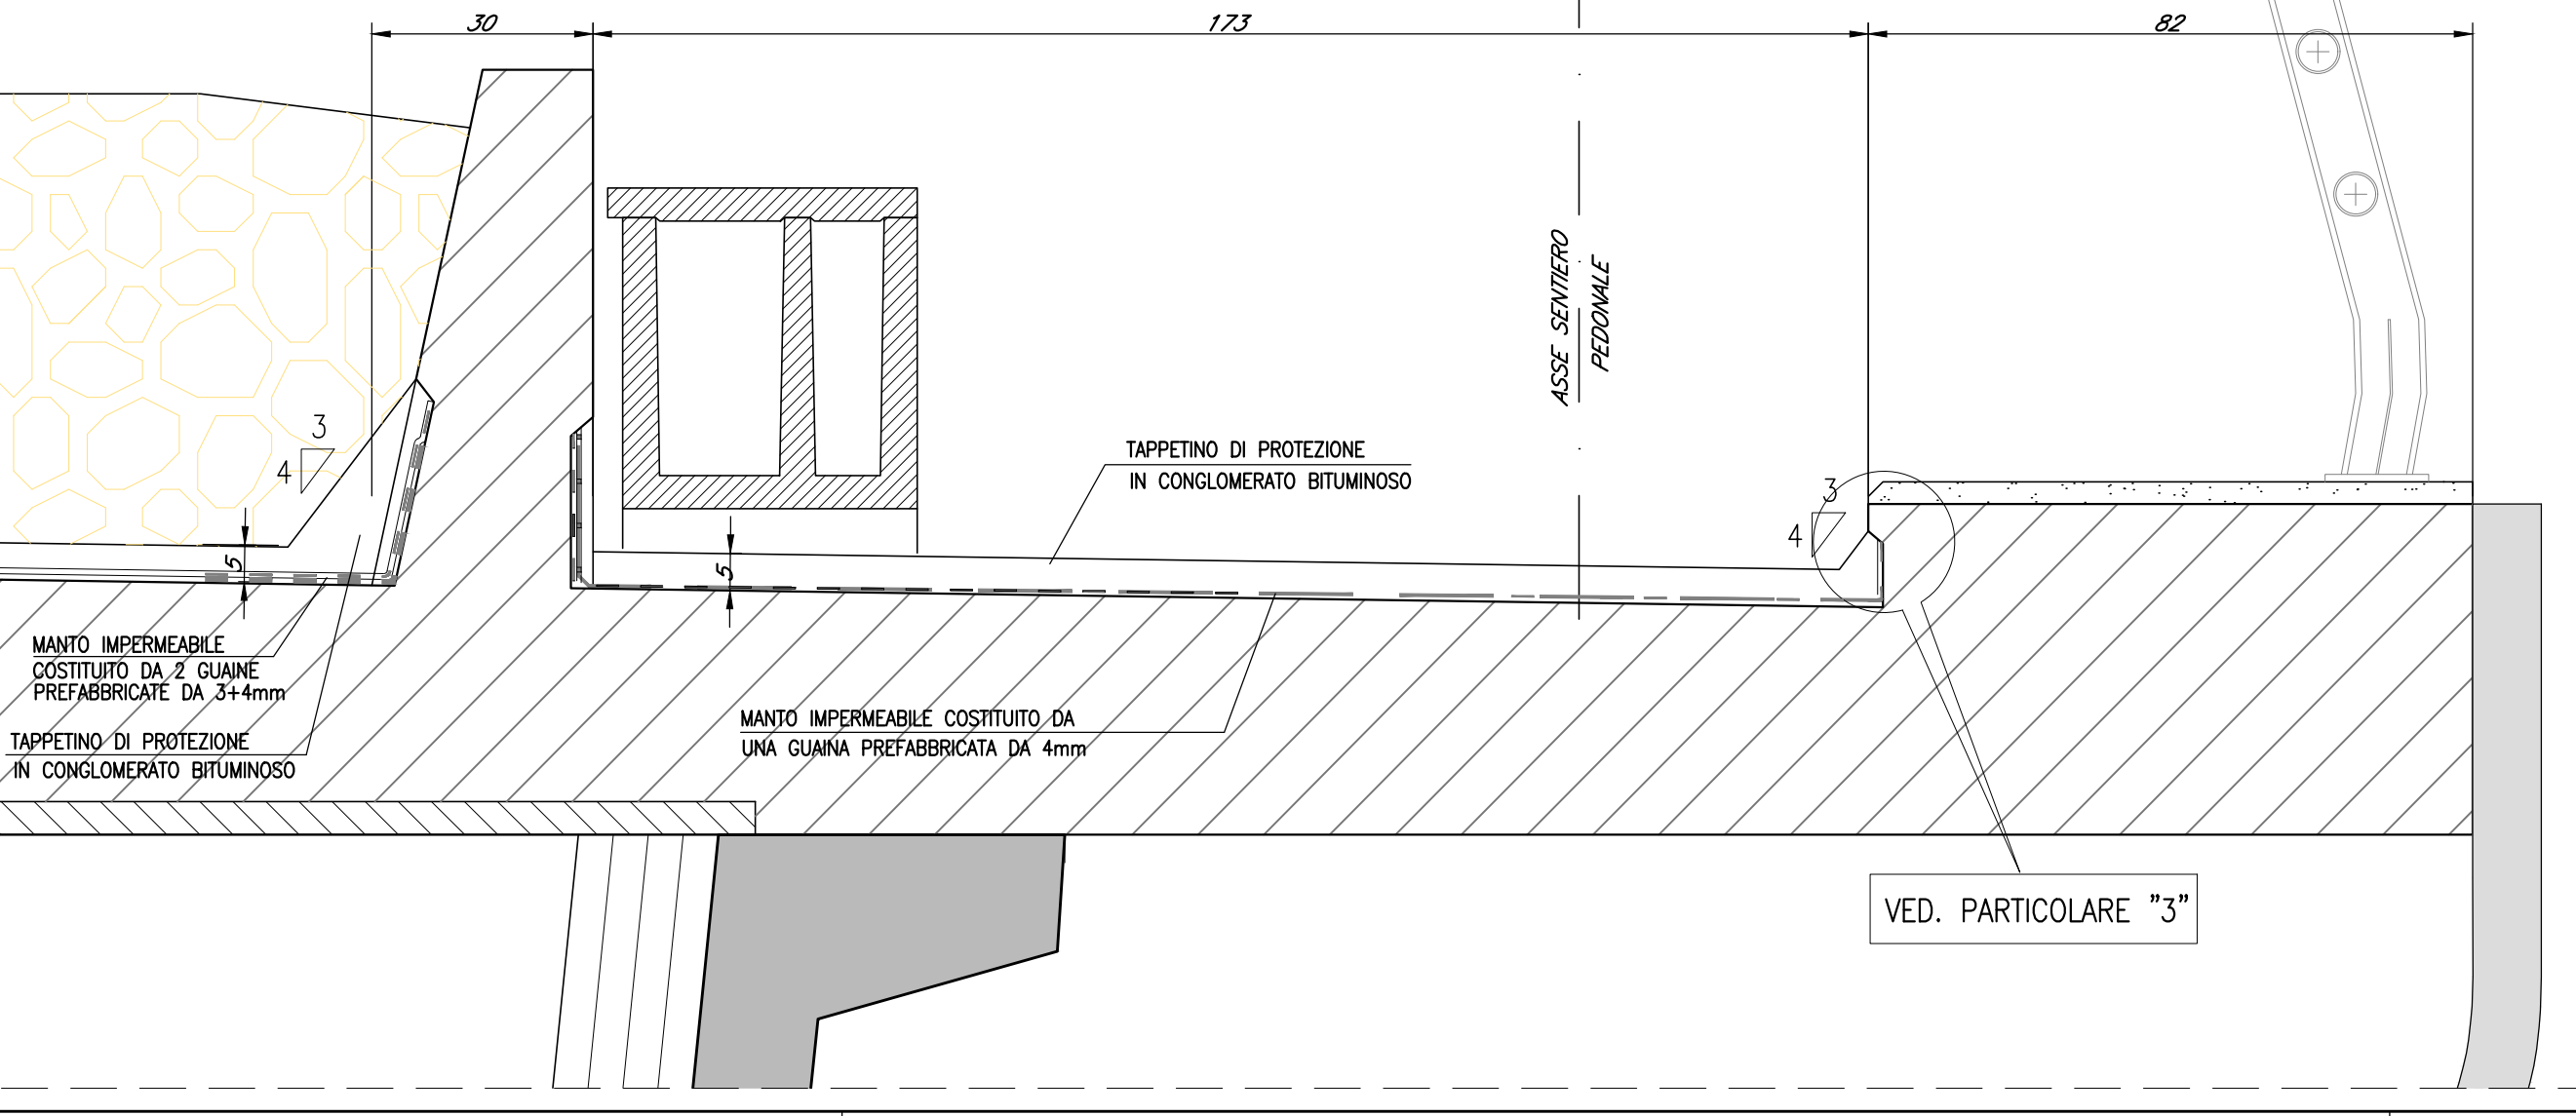 30
173
82
ASSE SENTIERO
PEDONALE
3
4
TAPPETINO DI PROTEZIONE
IN CONGLOMERATO BITUMINOSO
3
4
5
5
MANTO IMPERMEABILE
COSTITUITO DA 2 GUAINE
PREFABBRICATE DA 3+4mm
TAPPETINO DI PROTEZIONE
IN CONGLOMERATO BITUMINOSO
MANTO IMPERMEABILE COSTITUITO DA
UNA GUAINA PREFABBRICATA DA 4mm
VED. PARTICOLARE "3"